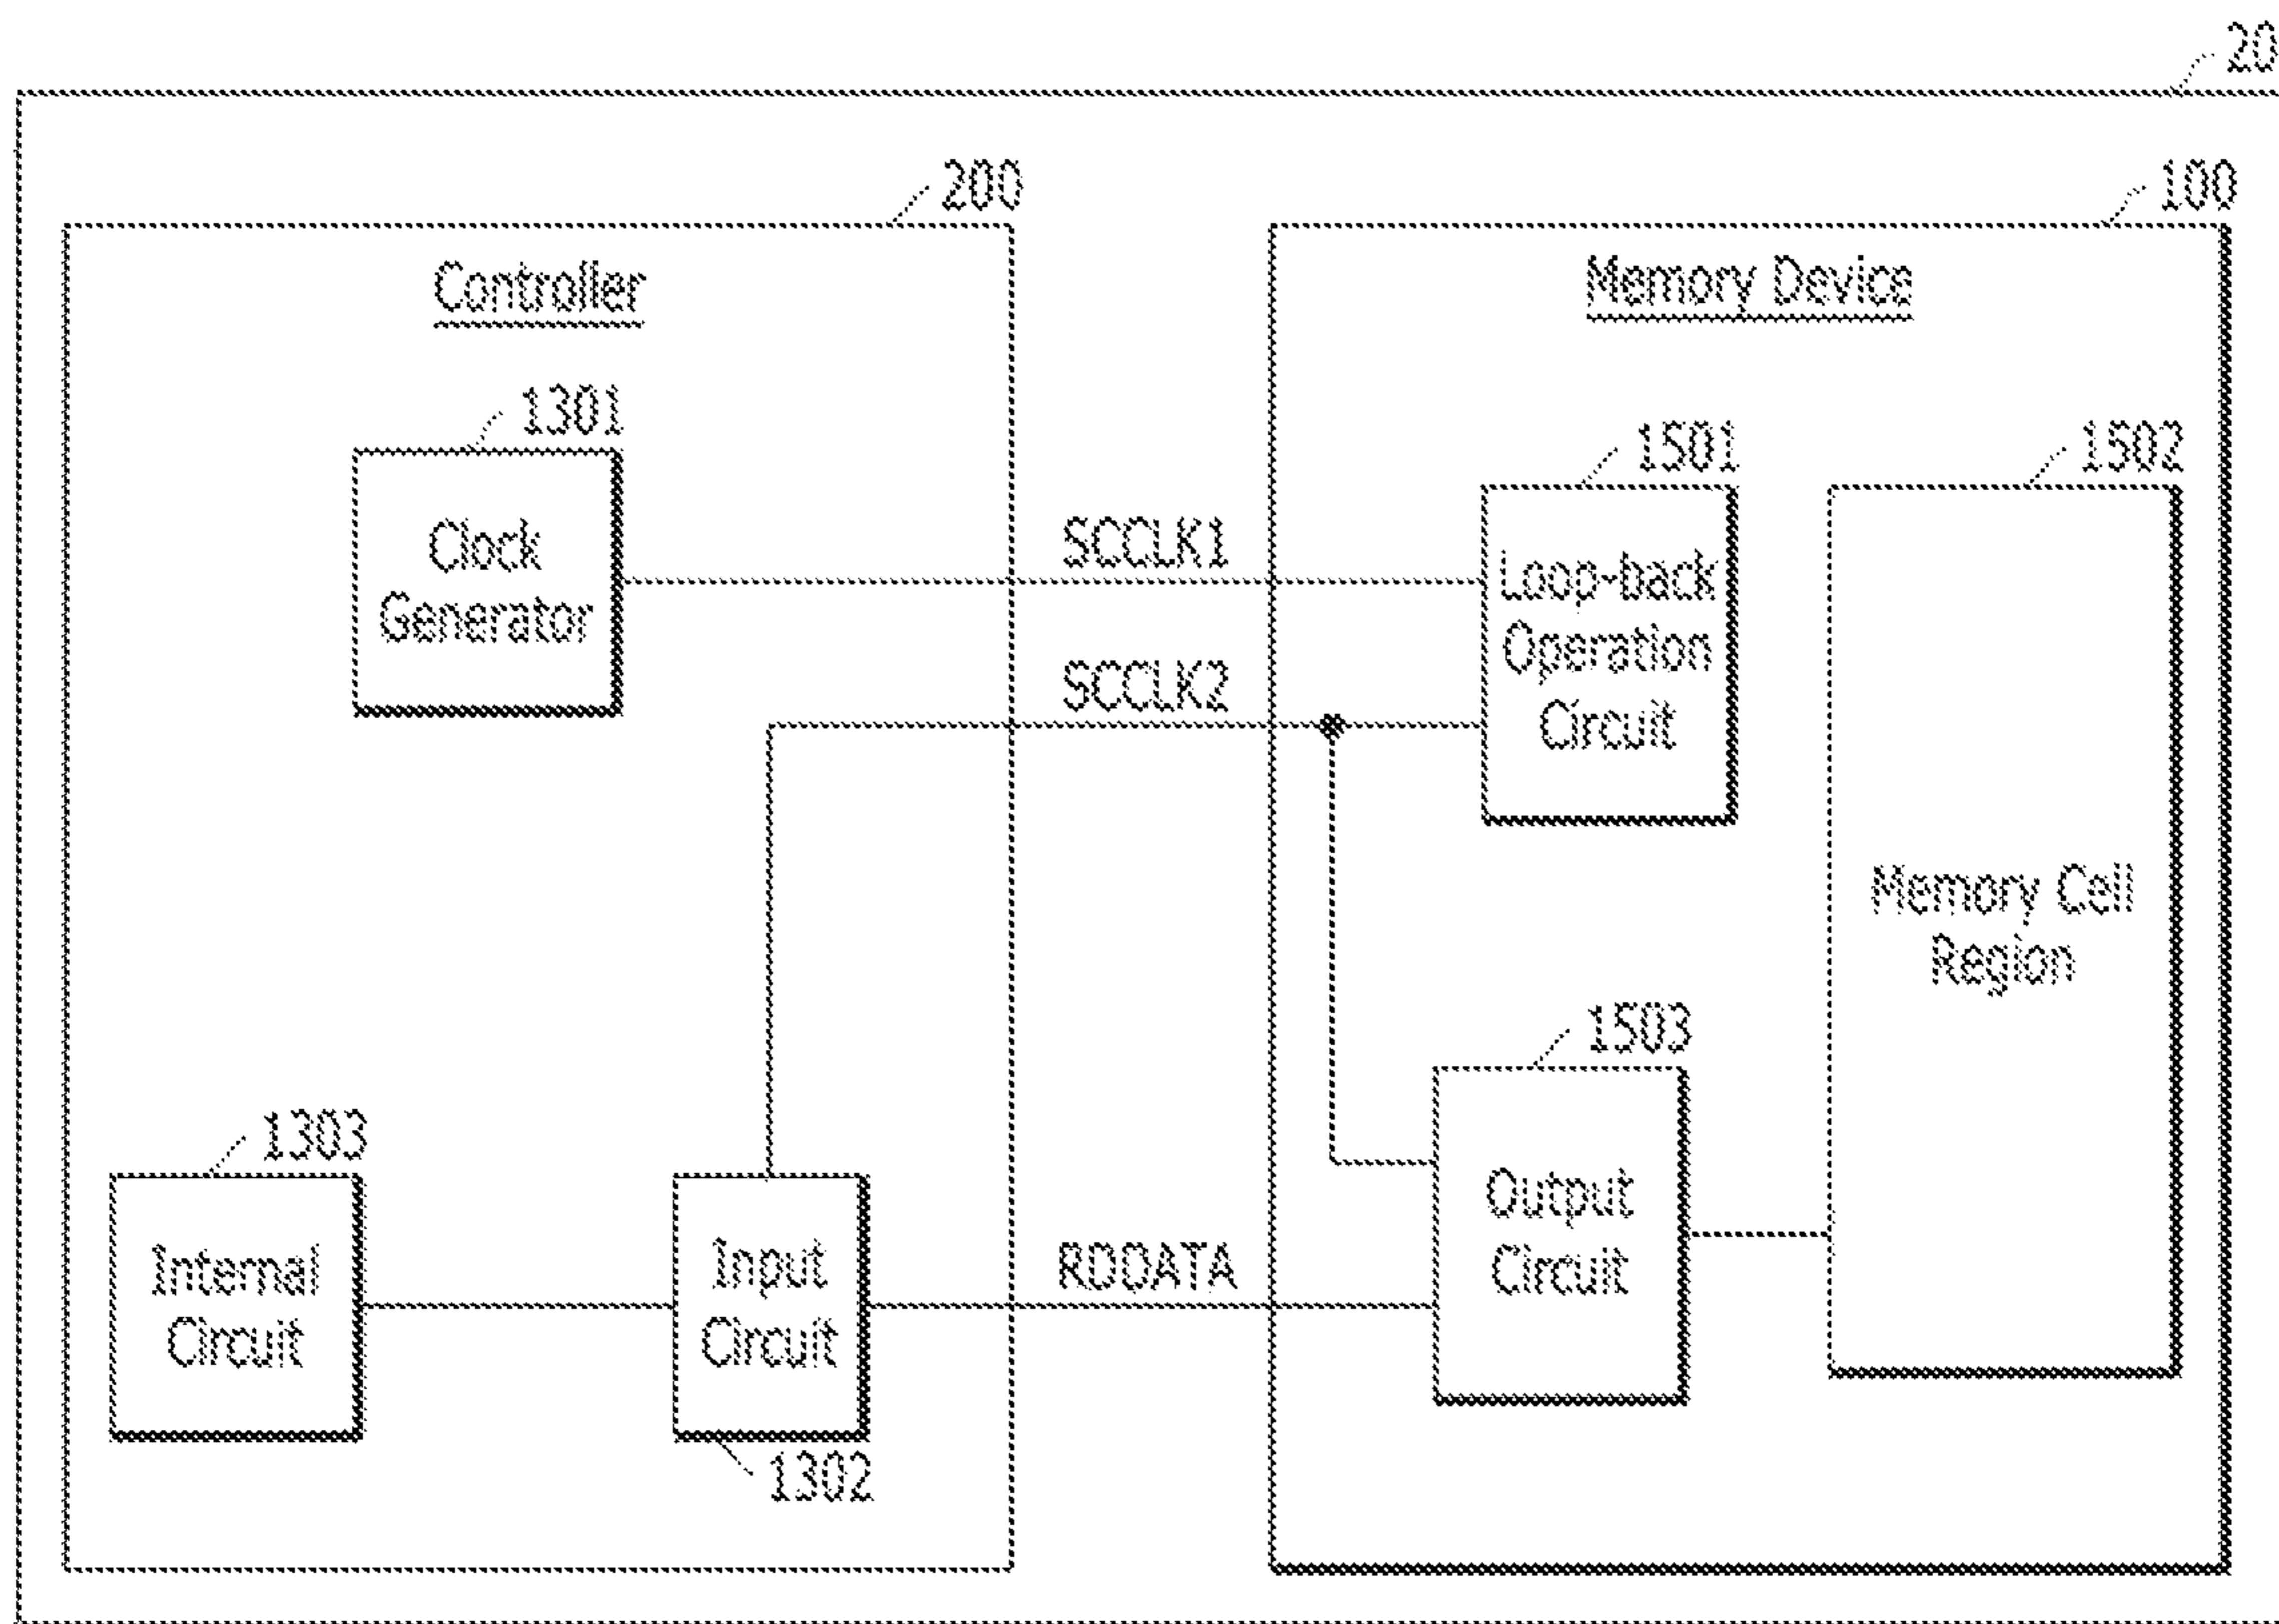 20
200
100
Controller
Memory Device
1301
1501
1502
Clock
Generator
SCCLK1
Loop-back
Operation
Circuit
SCCLK2
Memory Cell
Region
1503
1303
Output
Circuit
Internal
Circuit
Input
Circuit
RDDATA
1302